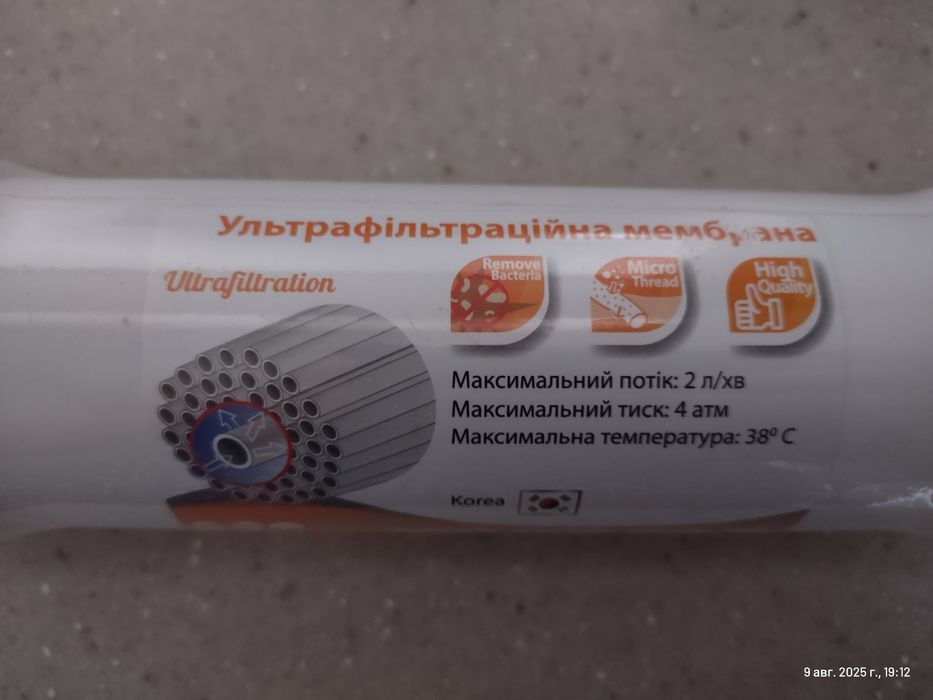 Ультрафільтраційна мембрана
Ultrafiltration
Remove
Bacteria
Micro
Thread
High
Quality
Максимальний потік: 2 л/хв
Максимальний тиск: 4 атм
Максимальна температура: 38⁰ C
Korea
9 авг. 2025 г., 19:12